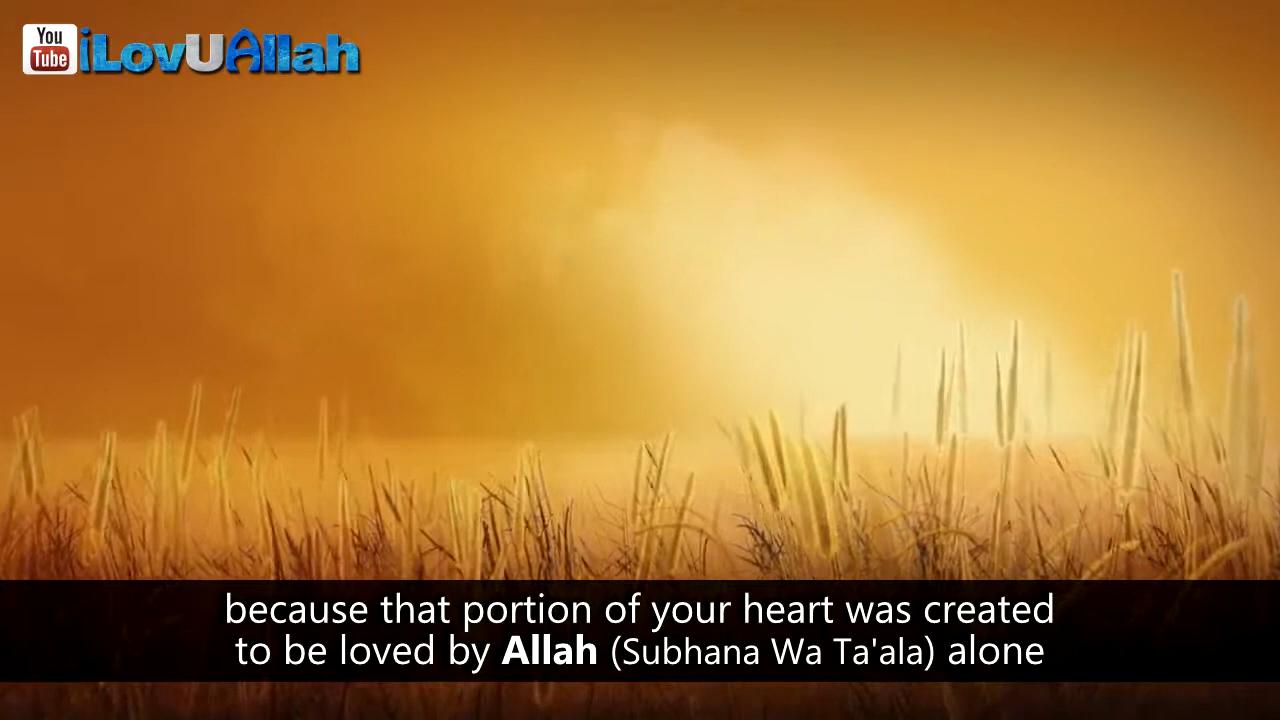 You
Tube
iLovUAllah
because that portion of your heart was created
to be loved by Allah (Subhana Wa Ta'ala) alone